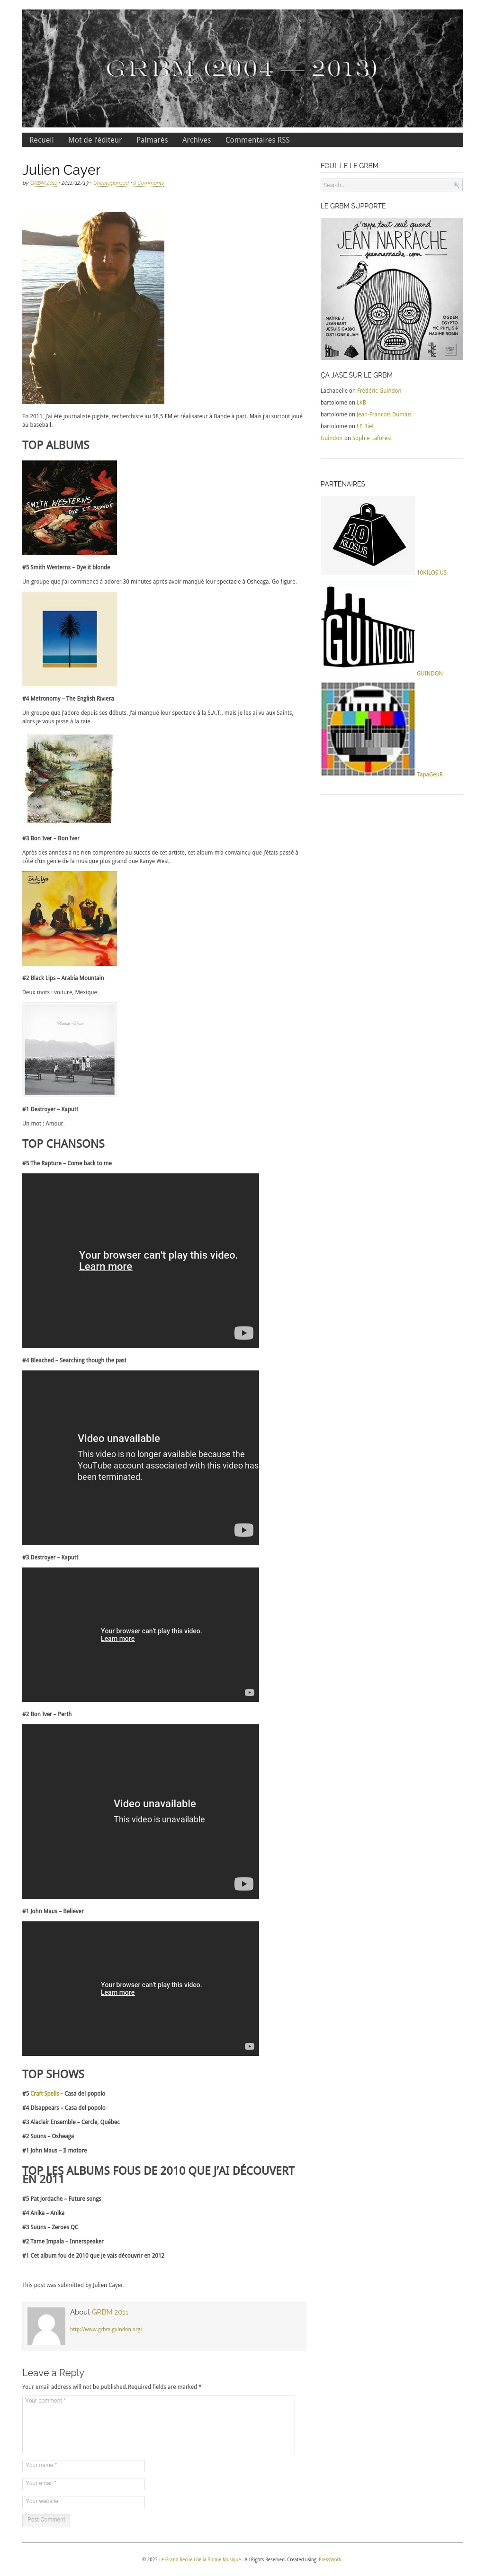 GRBM (2004 — 2013)
Recueil Mot de l'éditeur Palmarès Archives Commentaires RSS
Julien Cayer
by GRBM 2011 • 2011/12/19 • Uncategorized • 0 Comments
En 2011, j'ai été journaliste pigiste, recherchiste au 98,5 FM et réalisateur à Bande à part. Mais j'ai surtout joué
au baseball.
TOP ALBUMS
SMITH WESTERNS – DYE IT BLONDE
#5 Smith Westerns – Dye it blonde
Un groupe que j'ai commencé à adorer 30 minutes après avoir manqué leur spectacle à Osheaga. Go figure.
#4 Metronomy – The English Riviera
Un groupe que j'adore depuis ses débuts. J'ai manqué leur spectacle à la S.A.T., mais je les ai vu aux Saints,
alors je vous pisse à la raie.
#3 Bon Iver – Bon Iver
Après des années à ne rien comprendre au succès de cet artiste, cet album m'a convaincu que j'étais passé à
côté d'un génie de la musique plus grand que Kanye West.
Black Lips
#2 Black Lips – Arabia Mountain
Deux mots : voiture, Mexique.
#1 Destroyer – Kaputt
Un mot : Amour.
TOP CHANSONS
#5 The Rapture – Come back to me
Your browser can't play this video.
Learn more
#4 Bleached – Searching though the past
Video unavailable
This video is no longer available because the
YouTube account associated with this video has
been terminated.
#3 Destroyer – Kaputt
Your browser can't play this video.
Learn more
#2 Bon Iver – Perth
Video unavailable
This video is unavailable
#1 John Maus – Believer
Your browser can't play this video.
Learn more
TOP SHOWS
#5 Craft Spells – Casa del popolo
#4 Disappears – Casa del popolo
#3 Alaclair Ensemble – Cercle, Québec
#2 Suuns – Osheaga
#1 John Maus – Il motore
TOP LES ALBUMS FOUS DE 2010 QUE J'AI DÉCOUVERT
EN 2011
#5 Pat Jordache – Future songs
#4 Anika – Anika
#3 Suuns – Zeroes QC
#2 Tame Impala – Innerspeaker
#1 Cet album fou de 2010 que je vais découvrir en 2012
This post was submitted by Julien Cayer.
About GRBM 2011
http://www.grbm.guindon.org/
Leave a Reply
Your email address will not be published. Required fields are marked *
Your comment *
Your name *
Your email *
Your website
Post Comment
FOUILLE LE GRBM
Search...
LE GRBM SUPPORTE
j'rappe tout seul quand
JEAN NARRACHE
jeannarrache.com
MAÎTRE J
JEANBART
JESUIS GABBO
OSTI ONE & JAM
OGDEN
EGYPTO
MC PHYLIS &
MAXIME ROBIN
ÇA JASE SUR LE GRBM
Lachapelle on Frédéric Guindon
bartolome on LKB
bartolome on Jean-Francois Dumais
bartolome on LP Riel
Guindon on Sophie Laforest
PARTENAIRES
10
KILOS.US
10KILOS.US
GUINDON
GUINDON
TapaGeuR
© 2023 Le Grand Recueil de la Bonne Musique . All Rights Reserved. Created using PressWork.